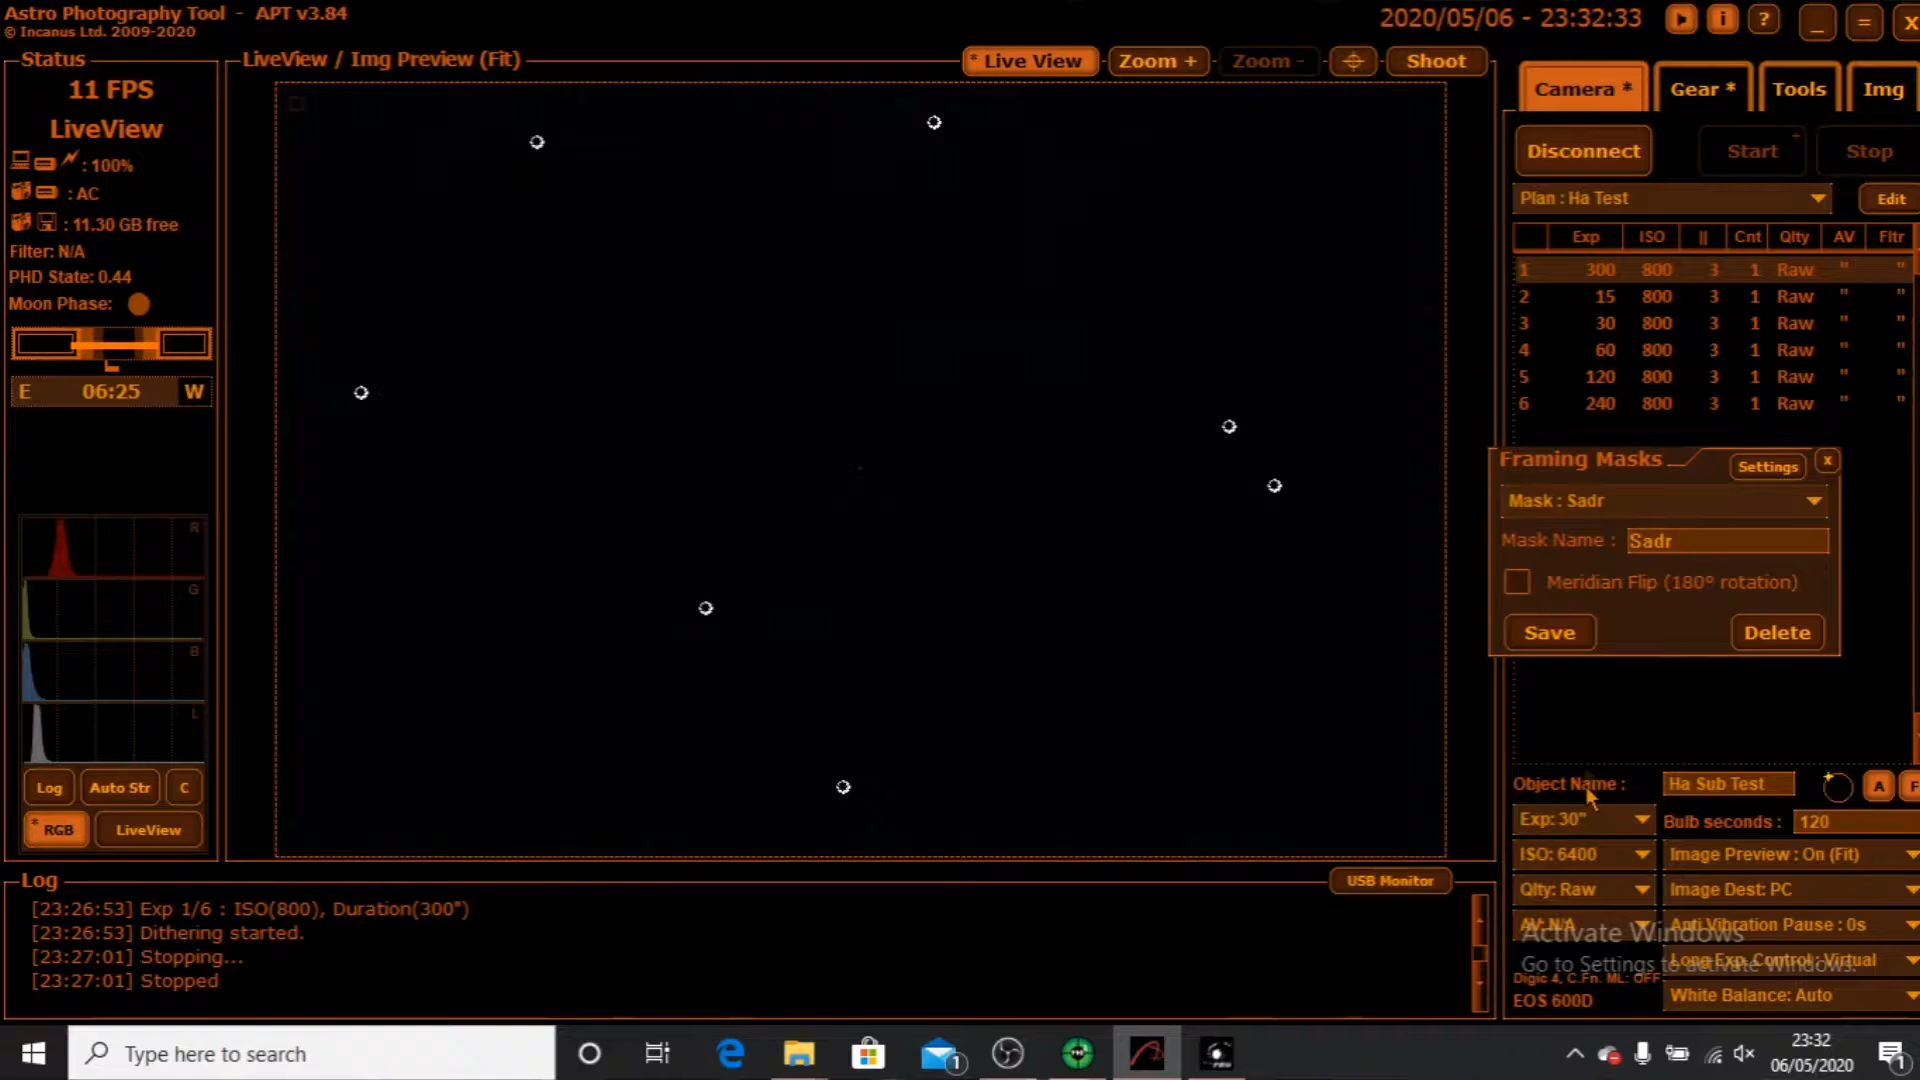 Astro Photography Tool - APT v3.84
© Incanus Ltd. 2009-2020
2020/05/06 - 23:32:33
i ? _ = X
Status
11 FPS
LiveView
: 100%
: AC
: 11.30 GB free
Filter: N/A
PHD State: 0.44
Moon Phase:
E 06:25 W
R
G
B
L
Log Auto Str C
* RGB LiveView
LiveView / Img Preview (Fit)
* Live View Zoom + Zoom - Shoot
Camera * Gear * Tools Img
Disconnect Start + Stop
Plan : Ha Test Edit
Exp ISO || Cnt Qlty AV Fltr
1 300 800 3 1 Raw " "
2 15 800 3 1 Raw " "
3 30 800 3 1 Raw " "
4 60 800 3 1 Raw " "
5 120 800 3 1 Raw " "
6 240 800 3 1 Raw " "
Framing Masks Settings x
Mask : Sadr
Mask Name : Sadr
Meridian Flip (180° rotation)
Save Delete
Object Name : Ha Sub Test A F
Exp: 30" Bulb seconds : 120
ISO: 6400 Image Preview : On (Fit)
Qlty: Raw Image Dest: PC
AV: N/A Anti Vibration Pause : 0s
Activate Windows
Go to Settings to activate Windows.
Long Exp. Control : Virtual
Digic 4, C.Fn. ML: OFF
EOS 600D White Balance: Auto
Log USB Monitor
[23:26:53] Exp 1/6 : ISO(800), Duration(300")
[23:26:53] Dithering started.
[23:27:01] Stopping...
[23:27:01] Stopped
Type here to search
1
23:32
06/05/2020
1